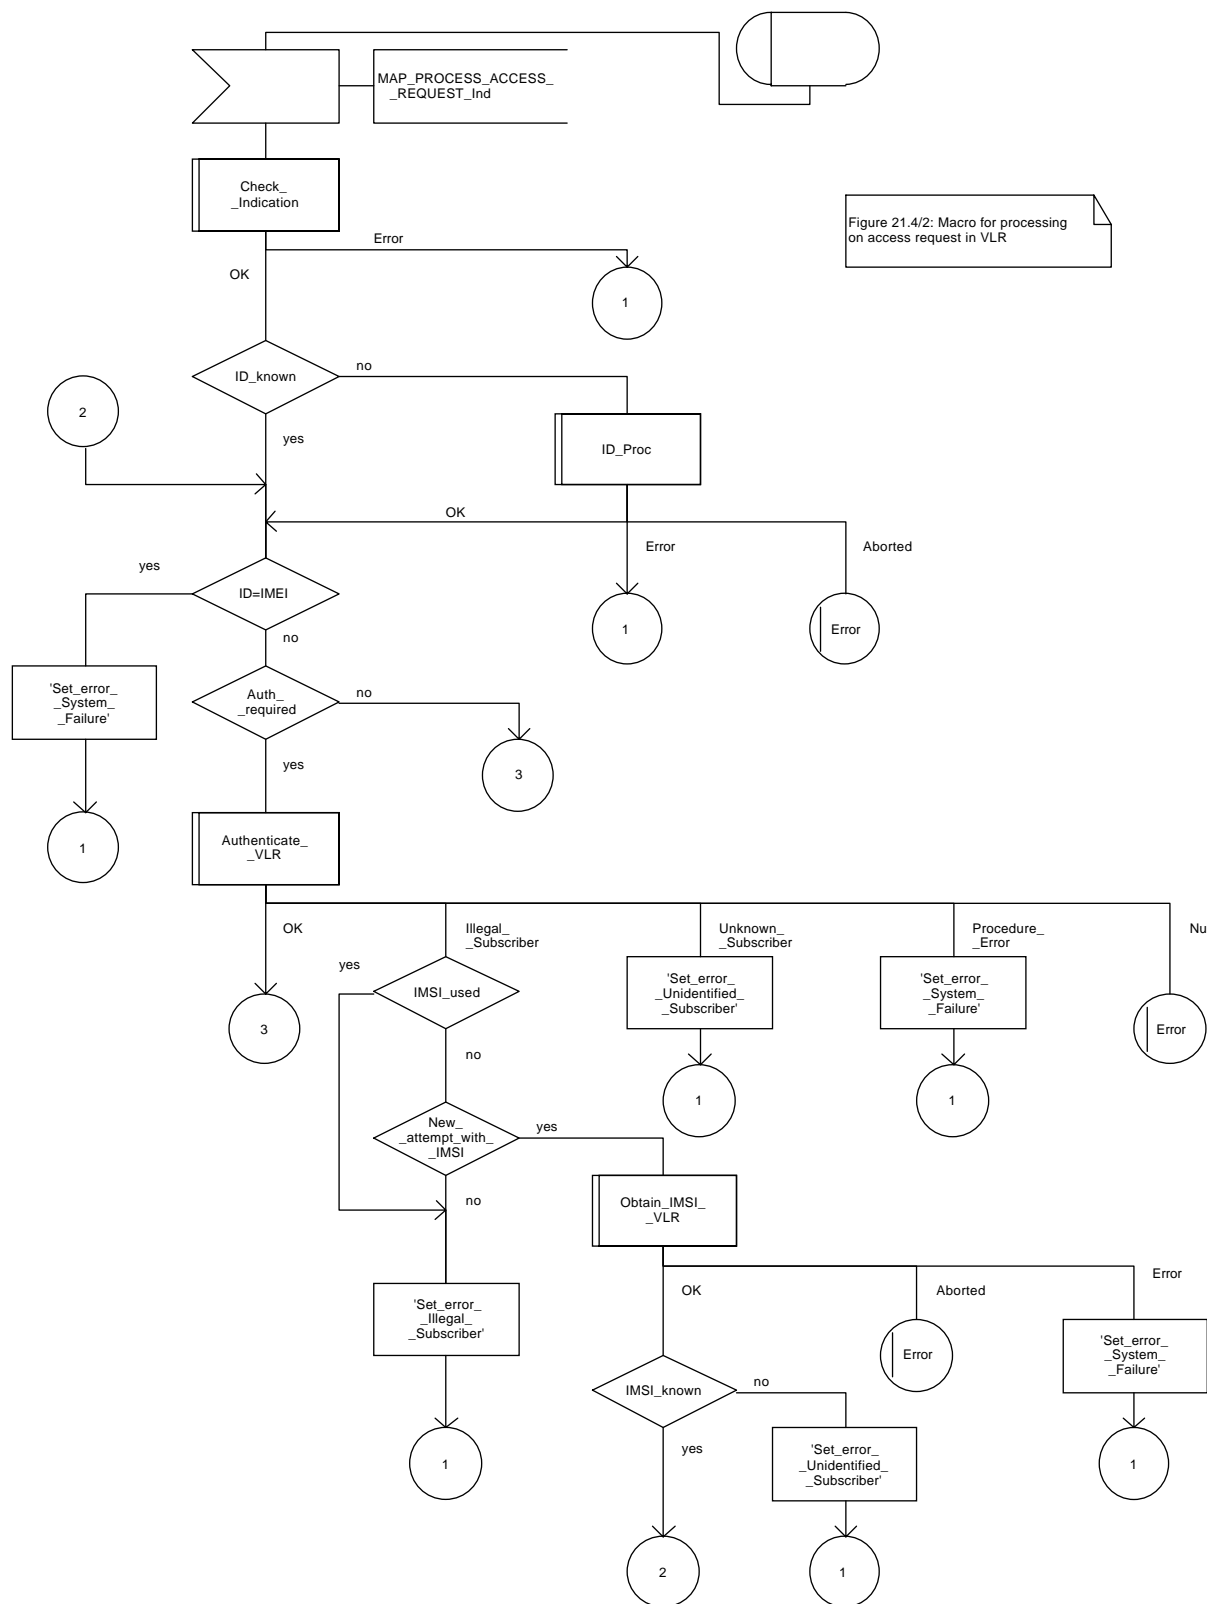 MAP_PROCESS_ACCESS_
_REQUEST_Ind
Check_
_Indication
Figure 21.4/2: Macro for processing
on access request in VLR
Error
OK
1
ID_known
no
2
yes
ID_Proc
OK
Error
Aborted
yes
ID=IMEI
1
Error
no
'Set_error_
_System_
_Failure'
Auth_
_required
no
3
yes
1
Authenticate_
_VLR
OK
Illegal_
_Subscriber
Unknown_
_Subscriber
Procedure_
_Error
Nu
yes
IMSI_used
'Set_error_
_Unidentified_
_Subscriber'
'Set_error_
_System_
_Failure'
3
Error
no
1
1
New_
_attempt_with_
_IMSI
yes
no
Obtain_IMSI_
_VLR
OK
Aborted
Error
'Set_error_
_Illegal_
_Subscriber'
Error
'Set_error_
_System_
_Failure'
IMSI_known
no
yes
1
'Set_error_
_Unidentified_
_Subscriber'
1
2
1